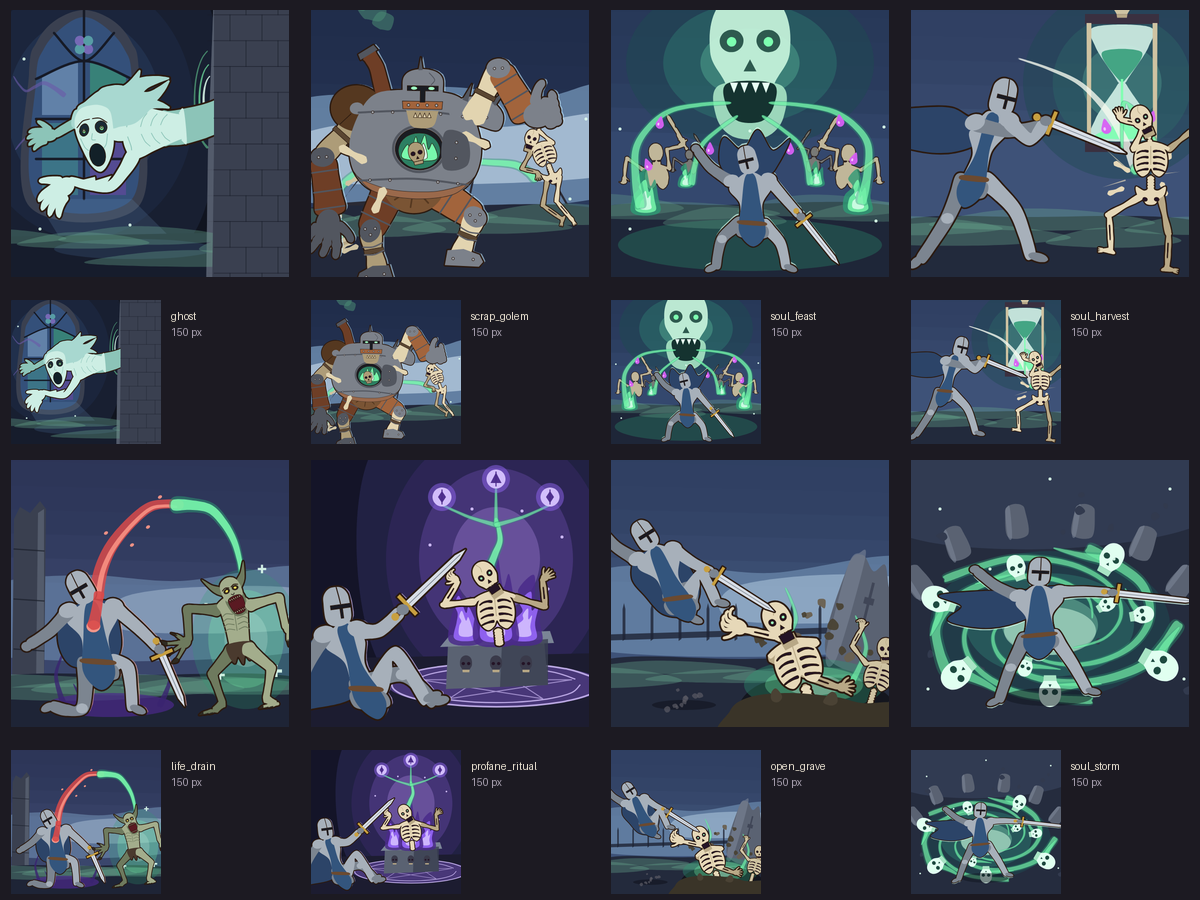 ghost
150 px
scrap_golem
150 px
soul_feast
150 px
soul_harvest
150 px
life_drain
150 px
profane_ritual
150 px
open_grave
150 px
soul_storm
150 px